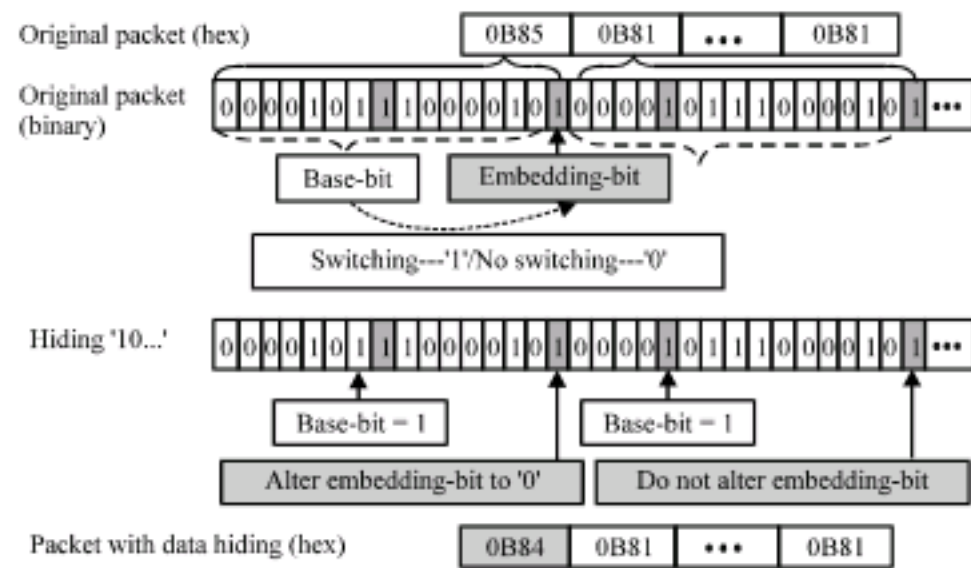 Original packet (hex) 0B85 0B81 ••• 0B81
Original packet (binary) 0 0 0 0 1 0 1 1 1 0 0 0 0 1 0 1 0 0 0 0 1 0 1 1 1 0 0 0 0 1 0 1 •••
Base-bit Embedding-bit
Switching---'1'/No switching---'0'
Hiding '10...' 0 0 0 0 1 0 1 1 1 0 0 0 0 1 0 1 0 0 0 0 1 0 1 1 1 0 0 0 0 1 0 1 •••
Base-bit = 1 Base-bit = 1
Alter embedding-bit to '0' Do not alter embedding-bit
Packet with data hiding (hex) 0B84 0B81 ••• 0B81